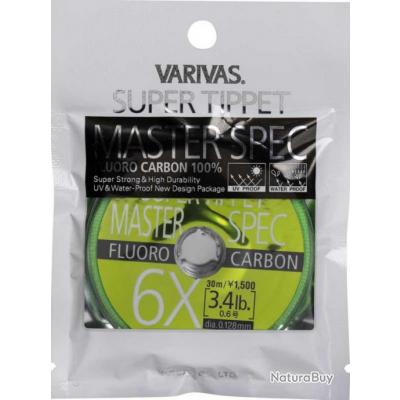 VARIVAS.
SUPER TIPPET
MASTER SPEC
FLUORO CARBON 100%
Super Strong & High Durability
UV & Water-Proof New Design Package
UV PROOF
WATER PROOF
SUPER TIPPET
MASTER SPEC
FLUORO CARBON
30m/¥1,500
6X
3.4lb.
0.6号
dia. 0.128mm
NaturaBuy